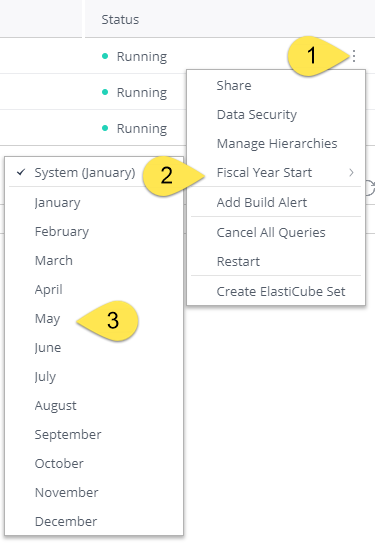 Status
Running
1
Running
Running
Share
Data Security
Manage Hierarchies
2
Fiscal Year Start
Add Build Alert
Cancel All Queries
Restart
Create ElastiCube Set
System (January)
January
February
March
April
May
3
June
July
August
September
October
November
December